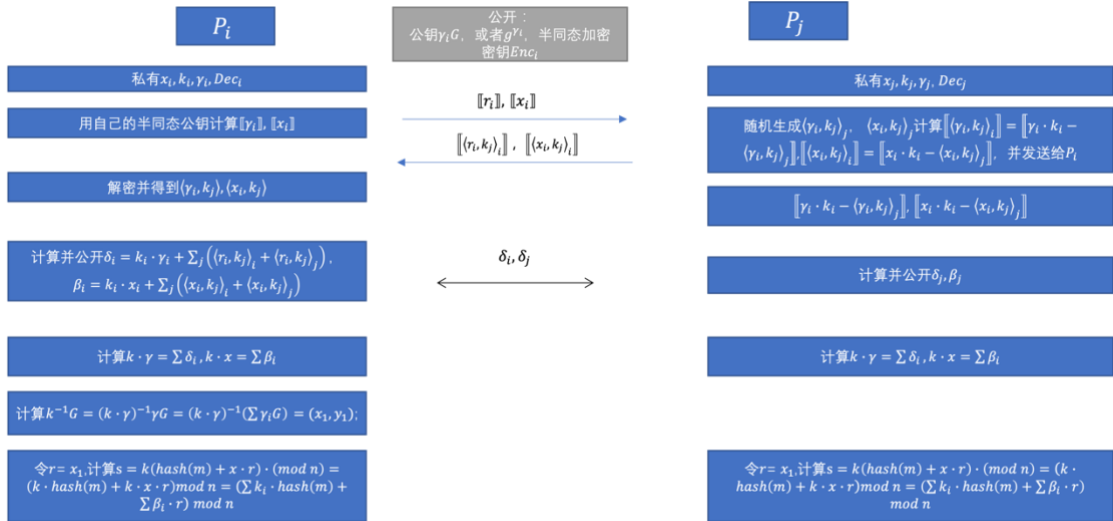 P_i
公开：
公钥γ_iG，或者g^{γ_i}，半同态加密
密钥Enc_i
P_j
私有x_i, k_i, γ_i, Dec_i
私有x_j, k_j, γ_j, Dec_j
⟦r_i⟧, ⟦x_i⟧
用自己的半同态公钥计算⟦γ_i⟧, ⟦x_i⟧
随机生成⟨γ_i, k_j⟩_j， ⟨x_i, k_j⟩_j计算⟦⟨γ_i, k_j⟩_i⟧ = ⟦γ_i · k_i −
⟨γ_i, k_j⟩_j⟧,⟦⟨x_i, k_j⟩_i⟧ = ⟦x_i · k_i − ⟨x_i, k_j⟩_j⟧，并发送给P_i
⟦⟨r_i, k_j⟩_i⟧ ，⟦⟨x_i, k_j⟩_i⟧
解密并得到⟨γ_i, k_j⟩,⟨x_i, k_j⟩
⟦γ_i · k_i − ⟨γ_i, k_j⟩_j⟧,⟦x_i · k_i − ⟨x_i, k_j⟩_j⟧
计算并公开δ_i = k_i · γ_i + ∑_j(⟨r_i, k_j⟩_i + ⟨r_i, k_j⟩_j) ,
β_i = k_i · x_i + ∑_j(⟨x_i, k_j⟩_i + ⟨x_i, k_j⟩_j)
δ_i, δ_j
计算并公开δ_j, β_j
计算k · γ = ∑ δ_i , k · x = ∑ β_i
计算k · γ = ∑ δ_i , k · x = ∑ β_i
计算k^{−1}G = (k · γ)^{−1}γG = (k · γ)^{−1}(∑ γ_iG) = (x_1, y_1);
令r = x_1,计算s = k(hash(m) + x · r) · (mod n) =
(k · hash(m) + k · x · r)mod n = (∑ k_i · hash(m) +
∑ β_i · r) mod n
令r = x_1,计算s = k(hash(m) + x · r) · (mod n) = (k ·
hash(m) + k · x · r)mod n = (∑ k_i · hash(m) + ∑ β_i · r)
mod n